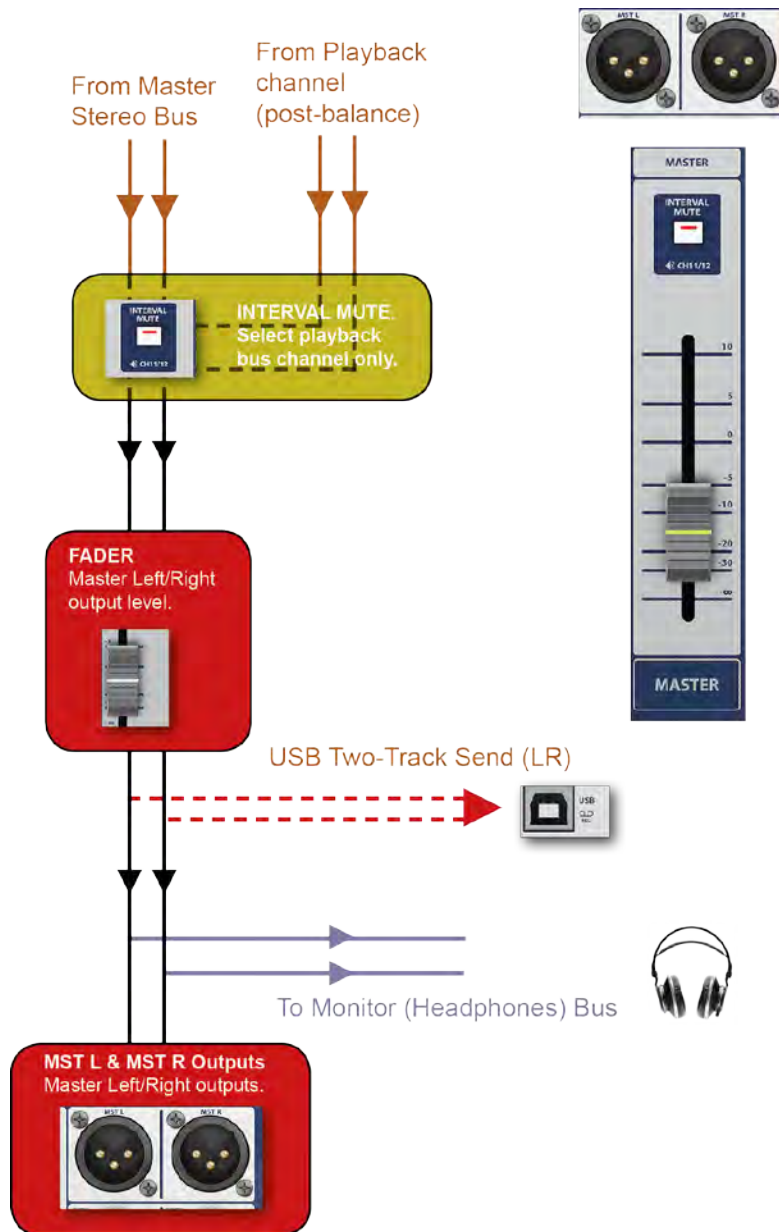 From Master
Stereo Bus
From Playback
channel
(post-balance)
MST L
MST R
MASTER
INTERVAL
MUTE
CH11/12
10
5
0
-5
-10
-20
-30
∞
MASTER
INTERVAL
MUTE
CH11/12
INTERVAL MUTE.
Select playback
bus channel only.
FADER
Master Left/Right
output level.
USB Two-Track Send (LR)
USB
To Monitor (Headphones) Bus
MST L & MST R Outputs
Master Left/Right outputs.
MST L
MST R